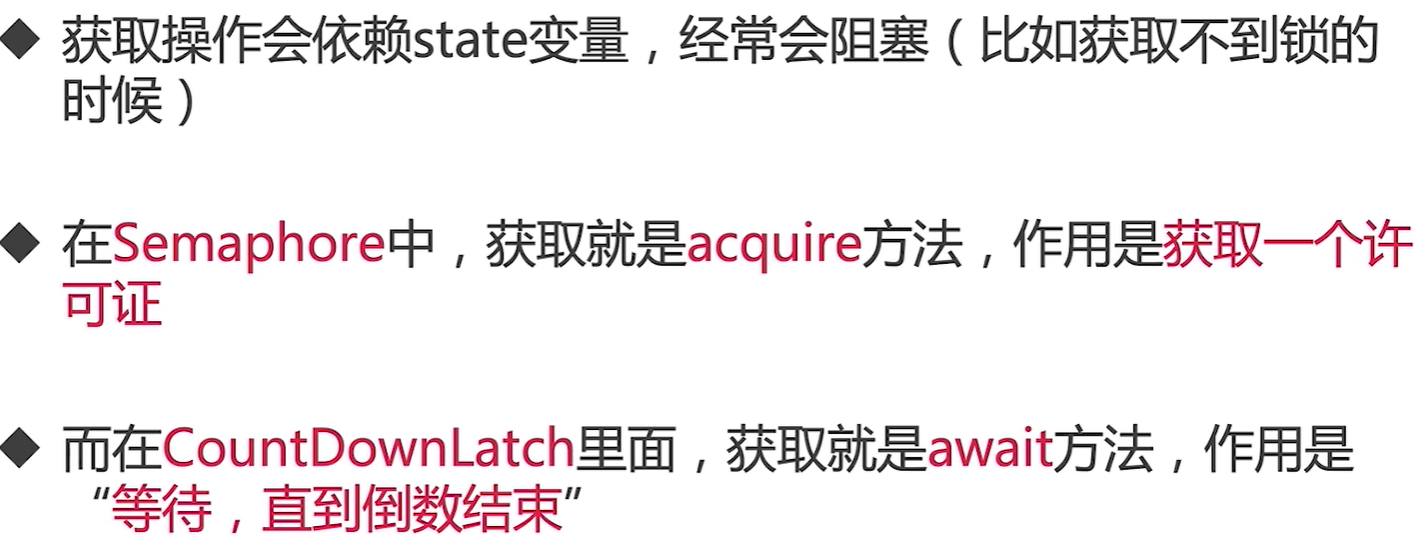 ◆ 获取操作会依赖state变量，经常会阻塞（比如获取不到锁的
时候）
◆ 在Semaphore中，获取就是acquire方法，作用是获取一个许
可证
◆ 而在CountDownLatch里面，获取就是await方法，作用是
“等待，直到倒数结束”